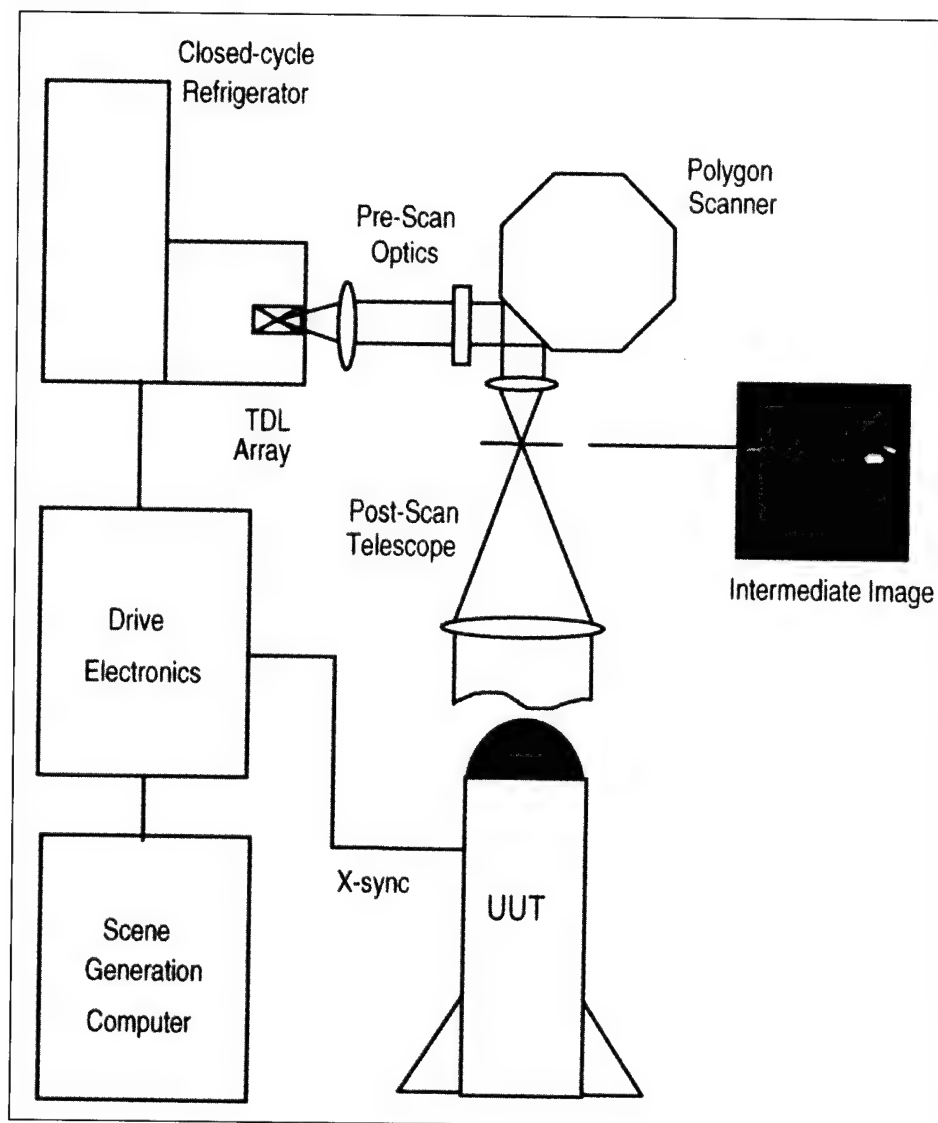 Closed-cycle
Refrigerator
Polygon
Scanner
Pre-Scan
Optics
TDL
Array
Post-Scan
Telescope
Intermediate Image
Drive
Electronics
X-sync
UUT
Scene
Generation
Computer